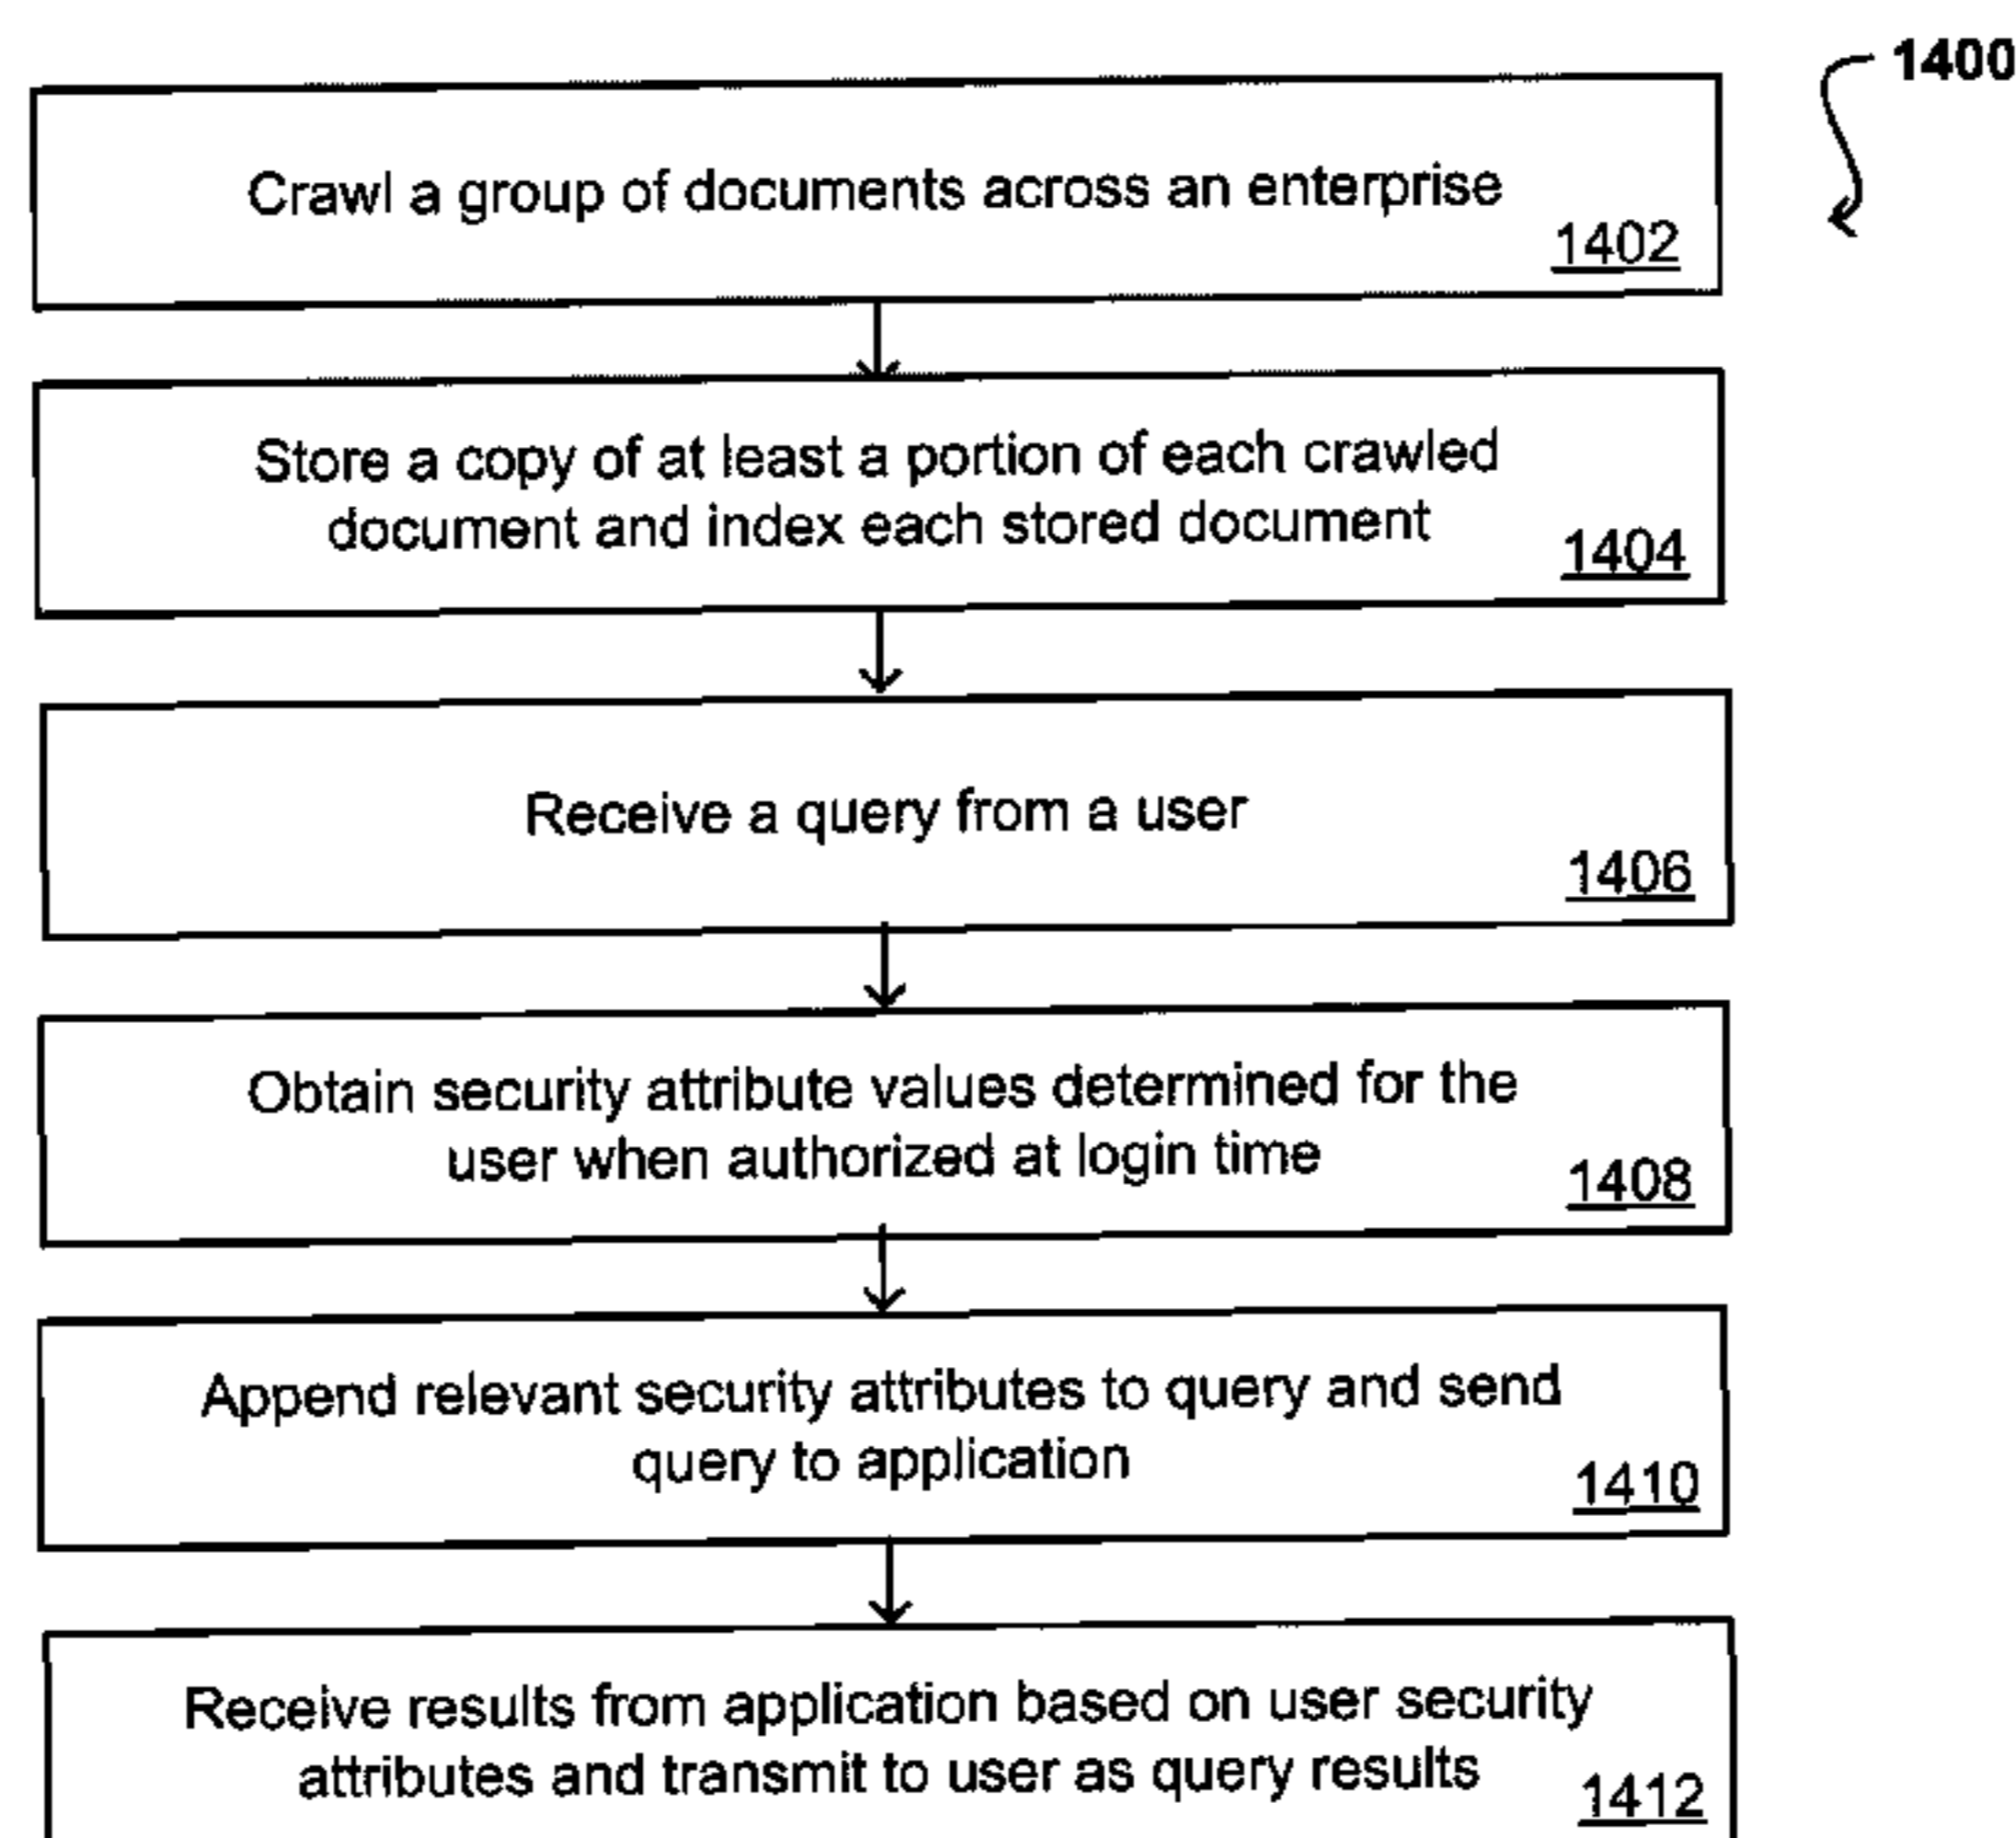 1400
Crawl a group of documents across an enterprise
1402
Store a copy of at least a portion of each crawled
document and index each stored document
1404
Receive a query from a user
1406
Obtain security attribute values determined for the
user when authorized at login time
1408
Append relevant security attributes to query and send
query to application
1410
Receive results from application based on user security
attributes and transmit to user as query results
1412